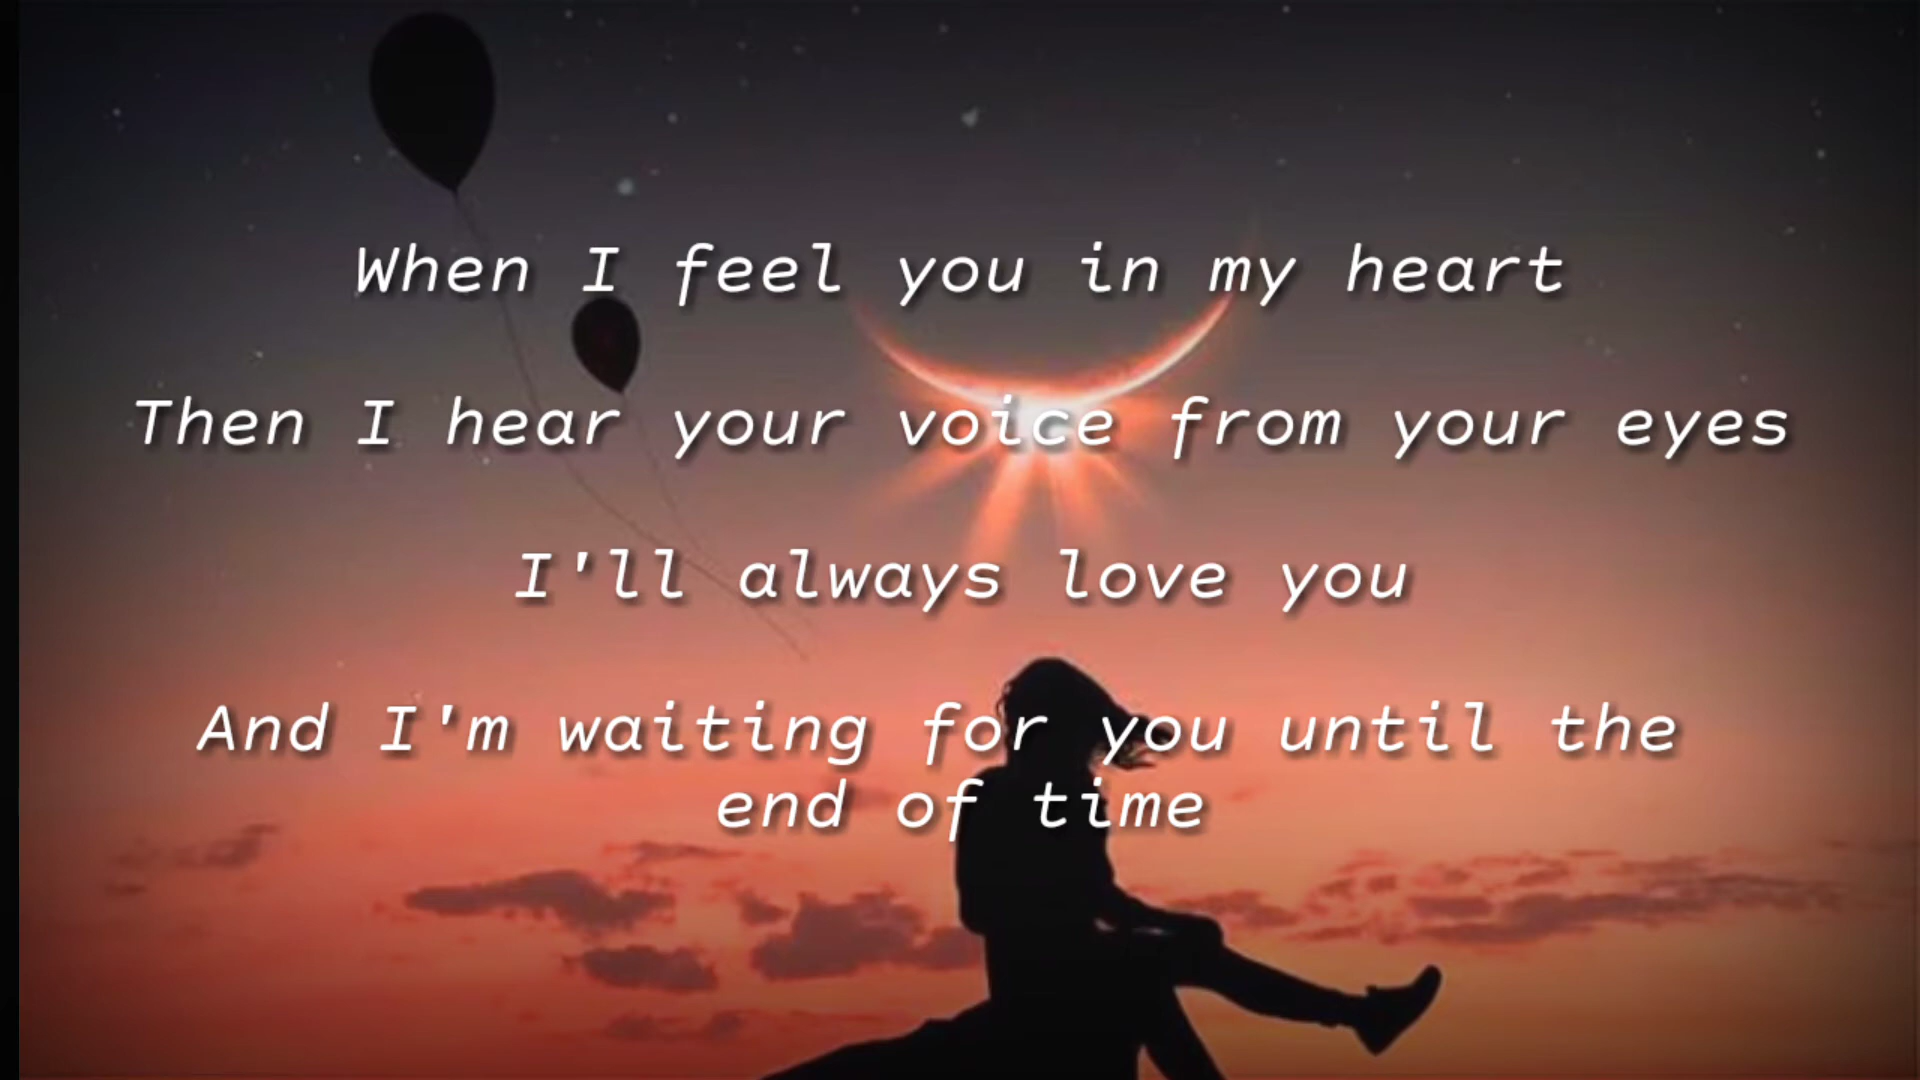 When I feel you in my heart
Then I hear your voice from your eyes
I'll always love you
And I'm waiting for you until the
end of time